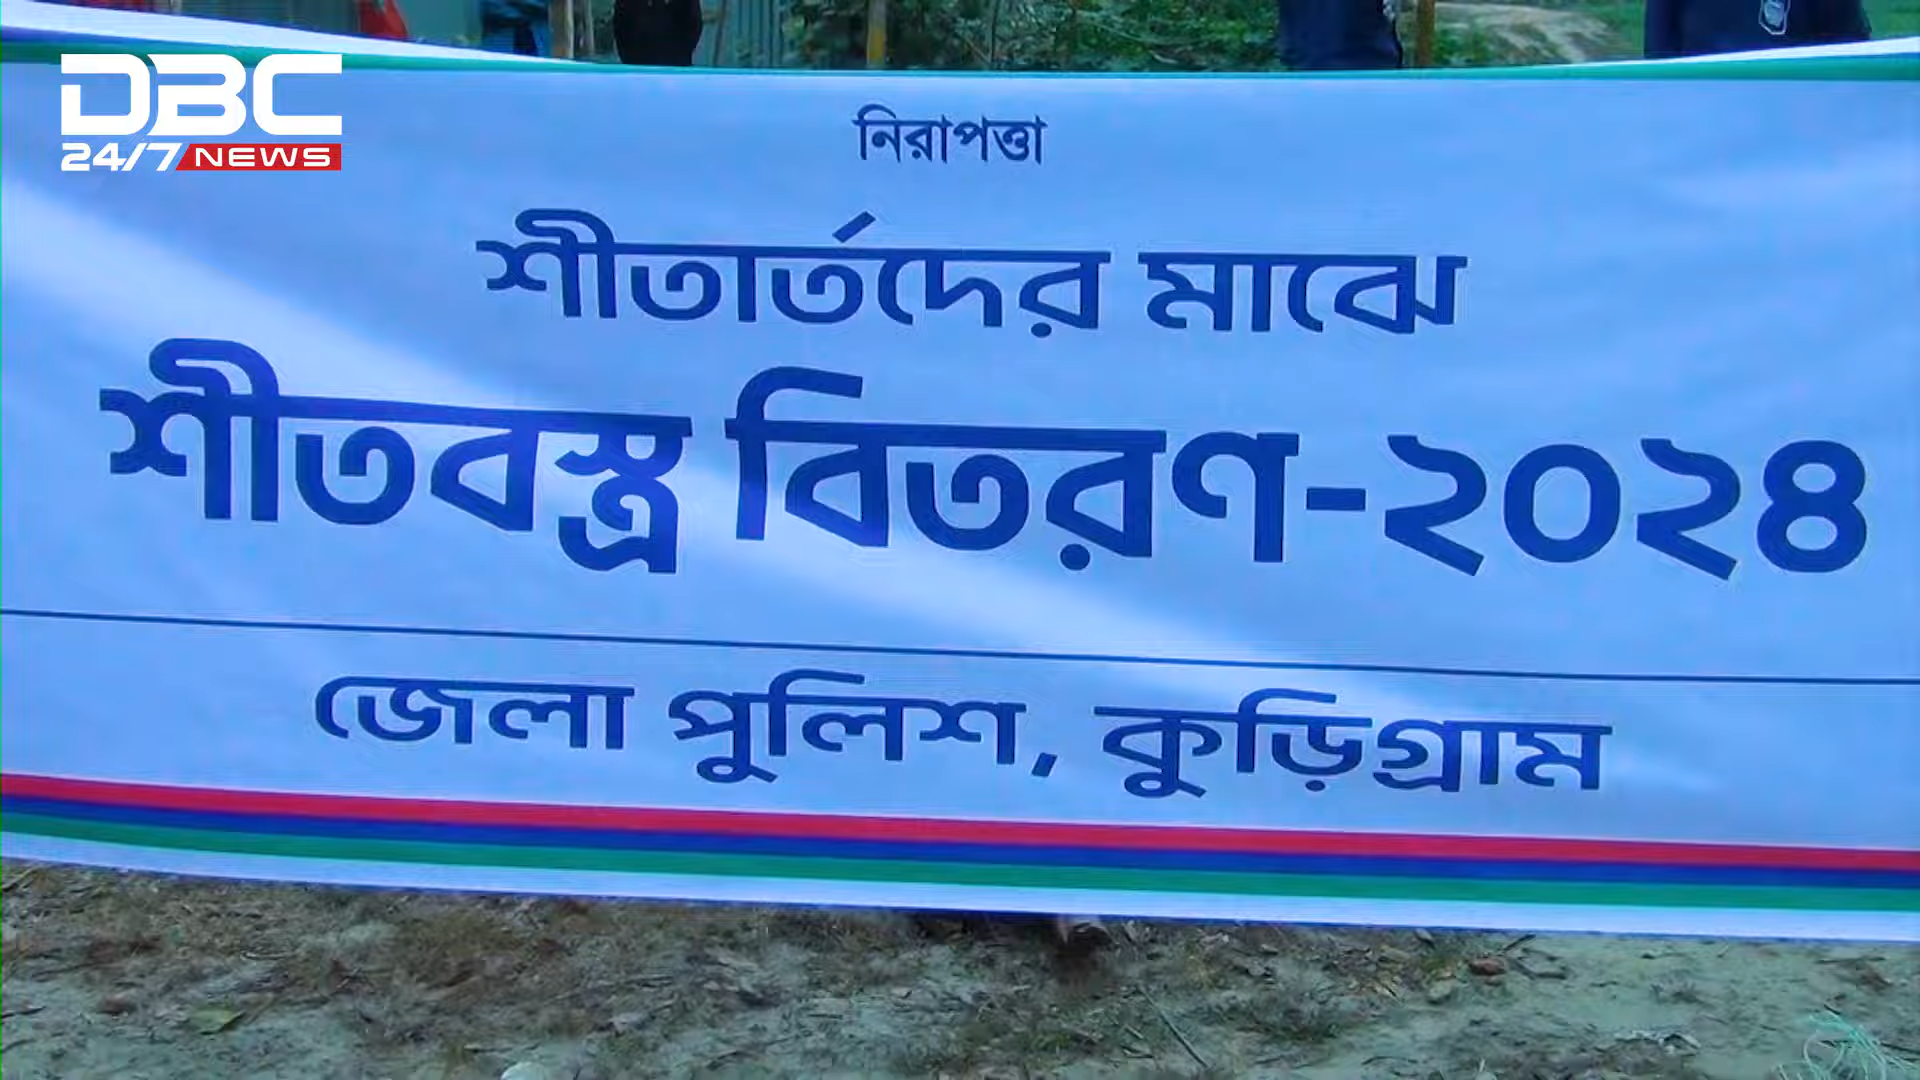 DBC
24/7 NEWS
নিরাপত্তা
শীতার্তদের মাঝে
শীতবস্ত্র বিতরণ-২০২৪
জেলা পুলিশ, কুড়িগ্রাম